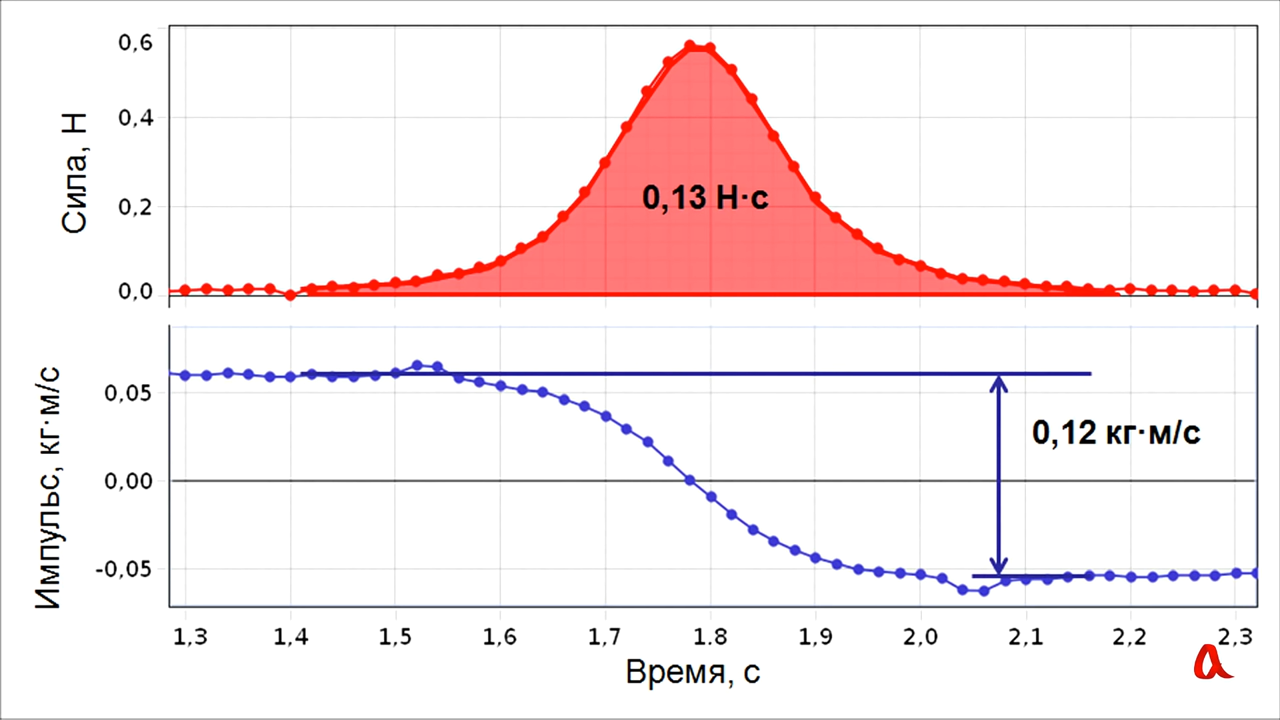 Сила, Н
0,6
0,4
0,2
0,0
0,13 Н·с
Импульс, кг·м/с
0,05
0,00
-0,05
0,12 кг·м/с
1,3 1,4 1,5 1,6 1,7 1.8 1,9 2,0 2,1 2,2 2,3
Время, с
a